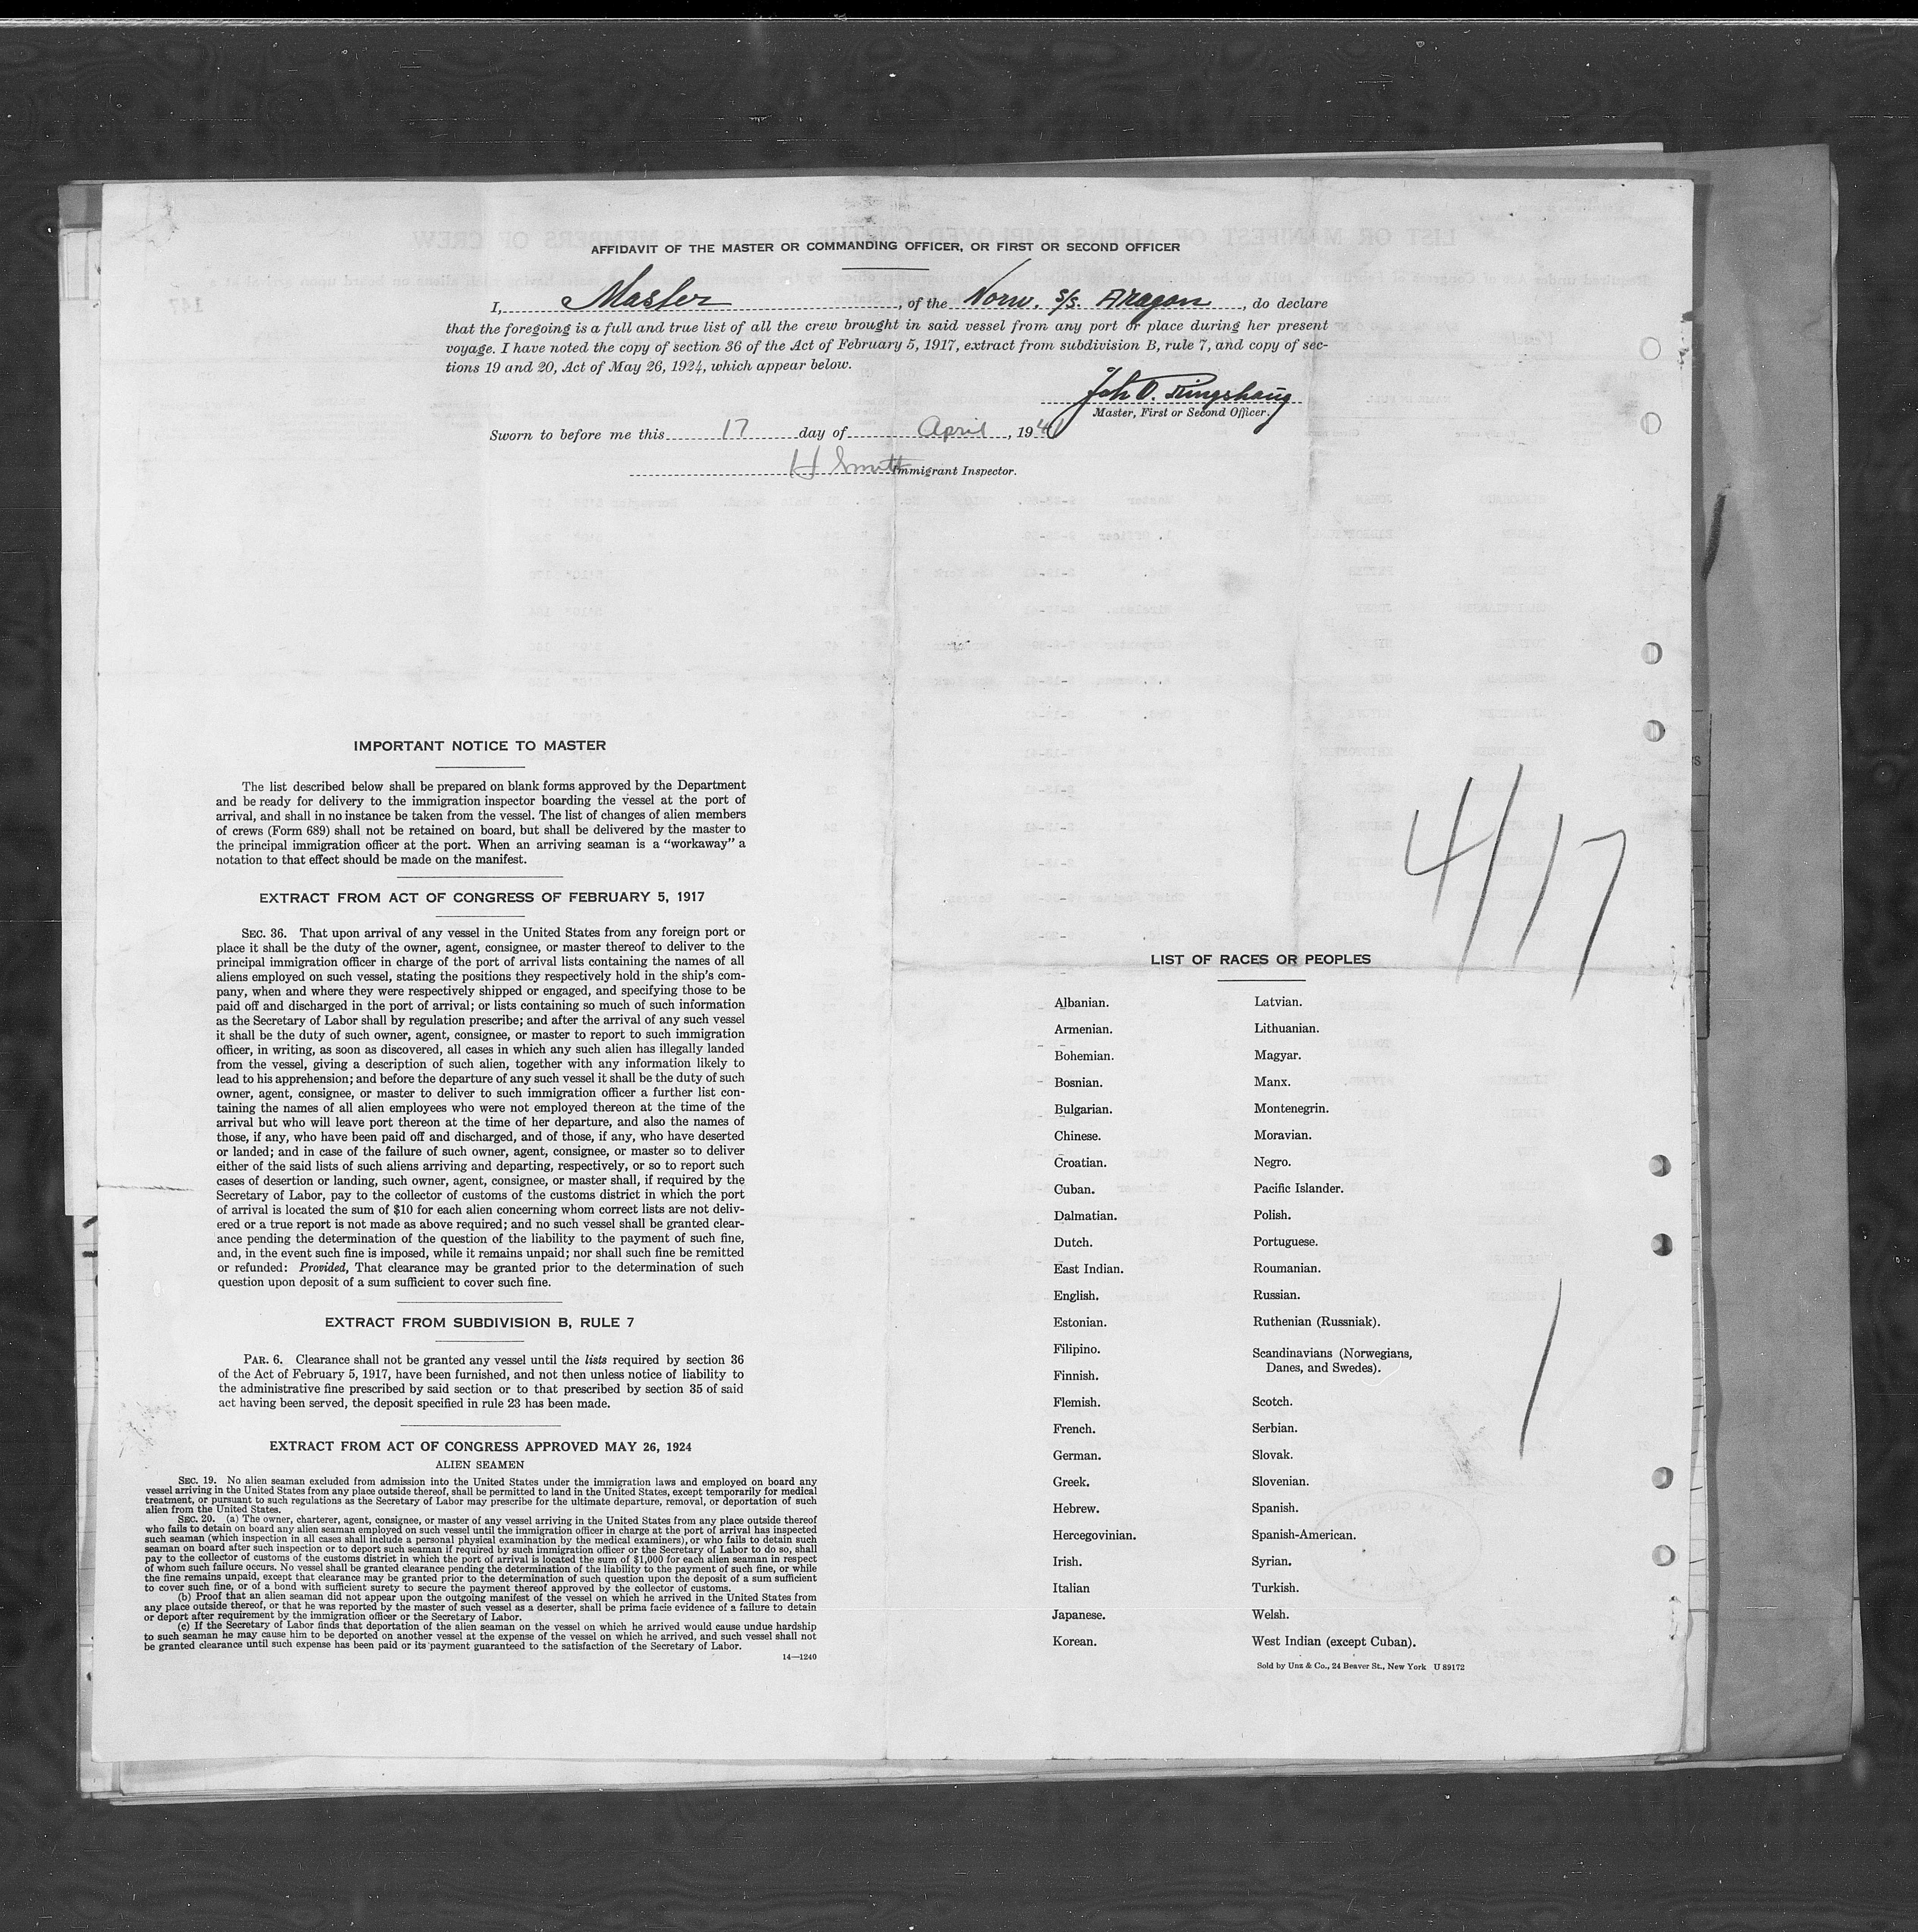 AFFIDAVIT OF THE MASTER OR COMMANDING OFFICER, OR FIRST OR SECOND OFFICER
I, Master, of the Norw. s/s. Aragon, do declare
that the foregoing is a full and true list of all the crew brought in said vessel from any port or place during her present
voyage. I have noted the copy of section 36 of the Act of February 5, 1917, extract from subdivision B, rule 7, and copy of sec-
tions 19 and 20, Act of May 26, 1924, which appear below.
Joh O. Ringshaug
Master, First or Second Officer.
Sworn to before me this 17 day of April, 1941
H Smith Immigrant Inspector.
IMPORTANT NOTICE TO MASTER
The list described below shall be prepared on blank forms approved by the Department
and be ready for delivery to the immigration inspector boarding the vessel at the port of
arrival, and shall in no instance be taken from the vessel. The list of changes of alien members
of crews (Form 689) shall not be retained on board, but shall be delivered by the master to
the principal immigration officer at the port. When an arriving seaman is a "workaway" a
notation to that effect should be made on the manifest.
EXTRACT FROM ACT OF CONGRESS OF FEBRUARY 5, 1917
SEC. 36. That upon arrival of any vessel in the United States from any foreign port or
place it shall be the duty of the owner, agent, consignee, or master thereof to deliver to the
principal immigration officer in charge of the port of arrival lists containing the names of all
aliens employed on such vessel, stating the positions they respectively hold in the ship's com-
pany, when and where they were respectively shipped or engaged, and specifying those to be
paid off and discharged in the port of arrival; or lists containing so much of such information
as the Secretary of Labor shall by regulation prescribe; and after the arrival of any such vessel
it shall be the duty of such owner, agent, consignee, or master to report to such immigration
officer, in writing, as soon as discovered, all cases in which any such alien has illegally landed
from the vessel, giving a description of such alien, together with any information likely to
lead to his apprehension; and before the departure of any such vessel it shall be the duty of such
owner, agent, consignee, or master to deliver to such immigration officer a further list con-
taining the names of all alien employees who were not employed thereon at the time of the
arrival but who will leave port thereon at the time of her departure, and also the names of
those, if any, who have been paid off and discharged, and of those, if any, who have deserted
or landed; and in case of the failure of such owner, agent, consignee, or master so to deliver
either of the said lists of such aliens arriving and departing, respectively, or so to report such
cases of desertion or landing, such owner, agent, consignee, or master shall, if required by the
Secretary of Labor, pay to the collector of customs of the customs district in which the port
of arrival is located the sum of $10 for each alien concerning whom correct lists are not deliv-
ered or a true report is not made as above required; and no such vessel shall be granted clear-
ance pending the determination of the question of the liability to the payment of such fine,
and, in the event such fine is imposed, while it remains unpaid; nor shall such fine be remitted
or refunded: Provided, That clearance may be granted prior to the determination of such
question upon deposit of a sum sufficient to cover such fine.
EXTRACT FROM SUBDIVISION B, RULE 7
PAR. 6. Clearance shall not be granted any vessel until the lists required by section 36
of the Act of February 5, 1917, have been furnished, and not then unless notice of liability to
the administrative fine prescribed by said section or to that prescribed by section 35 of said
act having been served, the deposit specified in rule 23 has been made.
EXTRACT FROM ACT OF CONGRESS APPROVED MAY 26, 1924
ALIEN SEAMEN
SEC. 19. No alien seaman excluded from admission into the United States under the immigration laws and employed on board any
vessel arriving in the United States from any place outside thereof, shall be permitted to land in the United States, except temporarily for medical
treatment, or pursuant to such regulations as the Secretary of Labor may prescribe for the ultimate departure, removal, or deportation of such
alien from the United States.
SEC. 20. (a) The owner, charterer, agent, consignee, or master of any vessel arriving in the United States from any place outside thereof
who fails to detain on board any alien seaman employed on such vessel until the immigration officer in charge at the port of arrival has inspected
such seaman (which inspection in all cases shall include a personal physical examination by the medical examiners), or who fails to detain such
seaman on board after such inspection or to deport such seaman if required by such immigration officer or the Secretary of Labor to do so, shall
pay to the collector of customs of the customs district in which the port of arrival is located the sum of $1,000 for each alien seaman in respect
of whom such failure occurs. No vessel shall be granted clearance pending the determination of the liability to the payment of such fine, or while
the fine remains unpaid, except that clearance may be granted prior to the determination of such question upon the deposit of a sum sufficient
to cover such fine, or of a bond with sufficient surety to secure the payment thereof approved by the collector of customs.
(b) Proof that an alien seaman did not appear upon the outgoing manifest of the vessel on which he arrived in the United States from
any place outside thereof, or that he was reported by the master of such vessel as a deserter, shall be prima facie evidence of a failure to detain
or deport after requirement by the immigration officer or the Secretary of Labor.
(c) If the Secretary of Labor finds that deportation of the alien seaman on the vessel on which he arrived would cause undue hardship
to such seaman he may cause him to be deported on another vessel at the expense of the vessel on which he arrived, and such vessel shall not
be granted clearance until such expense has been paid or its payment guaranteed to the satisfaction of the Secretary of Labor.
14—1240
4/17
LIST OF RACES OR PEOPLES
Albanian.
Armenian.
Bohemian.
Bosnian.
Bulgarian.
Chinese.
Croatian.
Cuban.
Dalmatian.
Dutch.
East Indian.
English.
Estonian.
Filipino.
Finnish.
Flemish.
French.
German.
Greek.
Hebrew.
Hercegovinian.
Irish.
Italian
Japanese.
Korean.
Latvian.
Lithuanian.
Magyar.
Manx.
Montenegrin.
Moravian.
Negro.
Pacific Islander.
Polish.
Portuguese.
Roumanian.
Russian.
Ruthenian (Russniak).
Scandinavians (Norwegians,
Danes, and Swedes).
Scotch.
Serbian.
Slovak.
Slovenian.
Spanish.
Spanish-American.
Syrian.
Turkish.
Welsh.
West Indian (except Cuban).
Sold by Unz & Co., 24 Beaver St., New York U 89172